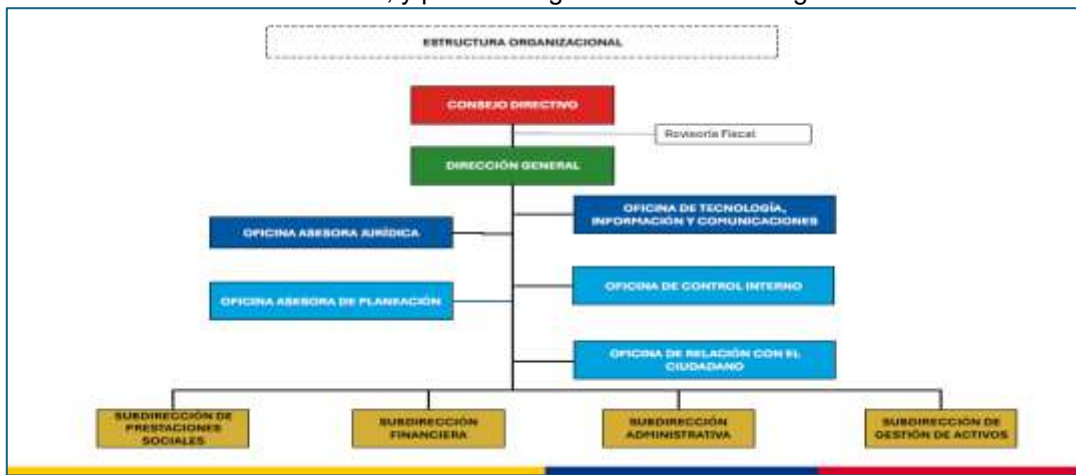 ESTRUCTURA ORGANIZACIONAL
CONSEJO DIRECTIVO
Revisoría Fiscal
DIRECCIÓN GENERAL
OFICINA DE TECNOLOGÍA,
INFORMACIÓN Y COMUNICACIONES
OFICINA ASESORA JURÍDICA
OFICINA DE CONTROL INTERNO
OFICINA ASESORA DE PLANEACIÓN
OFICINA DE RELACIÓN CON EL
CIUDADANO
SUBDIRECCIÓN DE
PRESTACIONES
SOCIALES
SUBDIRECCIÓN
FINANCIERA
SUBDIRECCIÓN
ADMINISTRATIVA
SUBDIRECCIÓN DE
GESTIÓN DE ACTIVOS